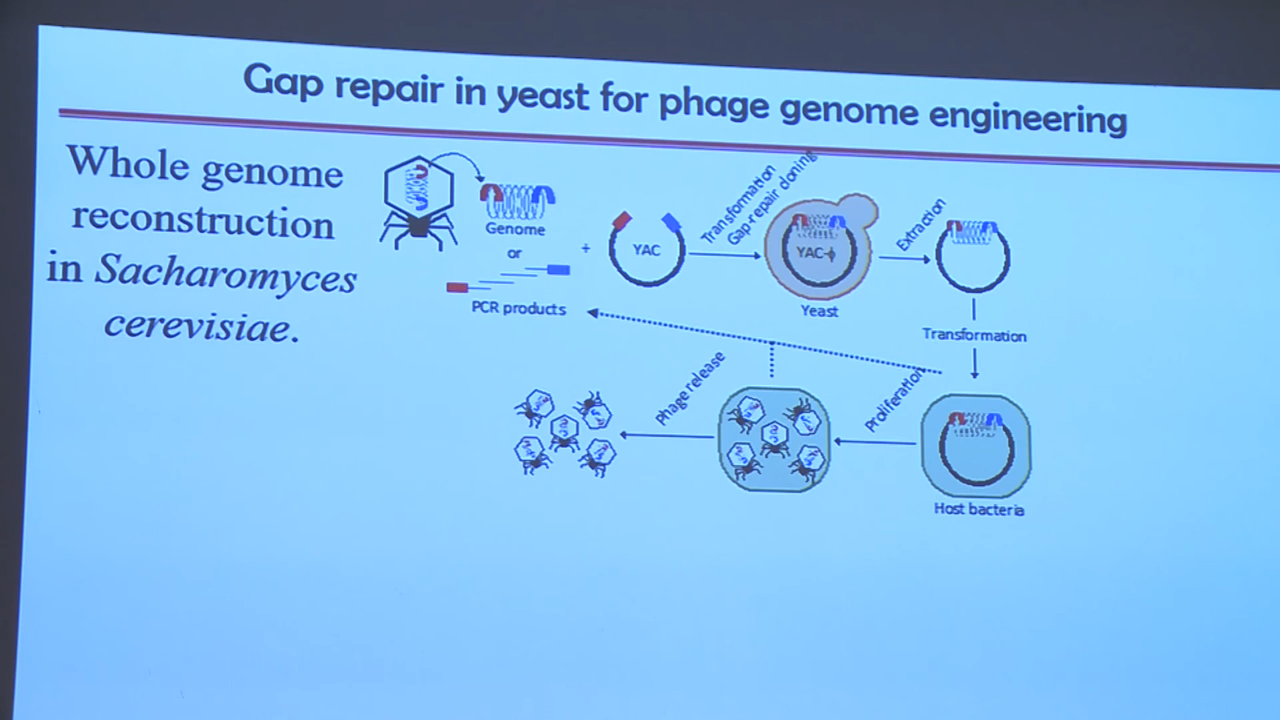 Gap repair in yeast for phage genome engineering
Whole genome
reconstruction
in Sacharomyces
cerevisiae.
Genome
or
PCR products
+
YAC
Transformation
Gap-repair cloning
YAC-ϕ
Yeast
Extraction
Transformation
Host bacteria
Proliferation
Phage release